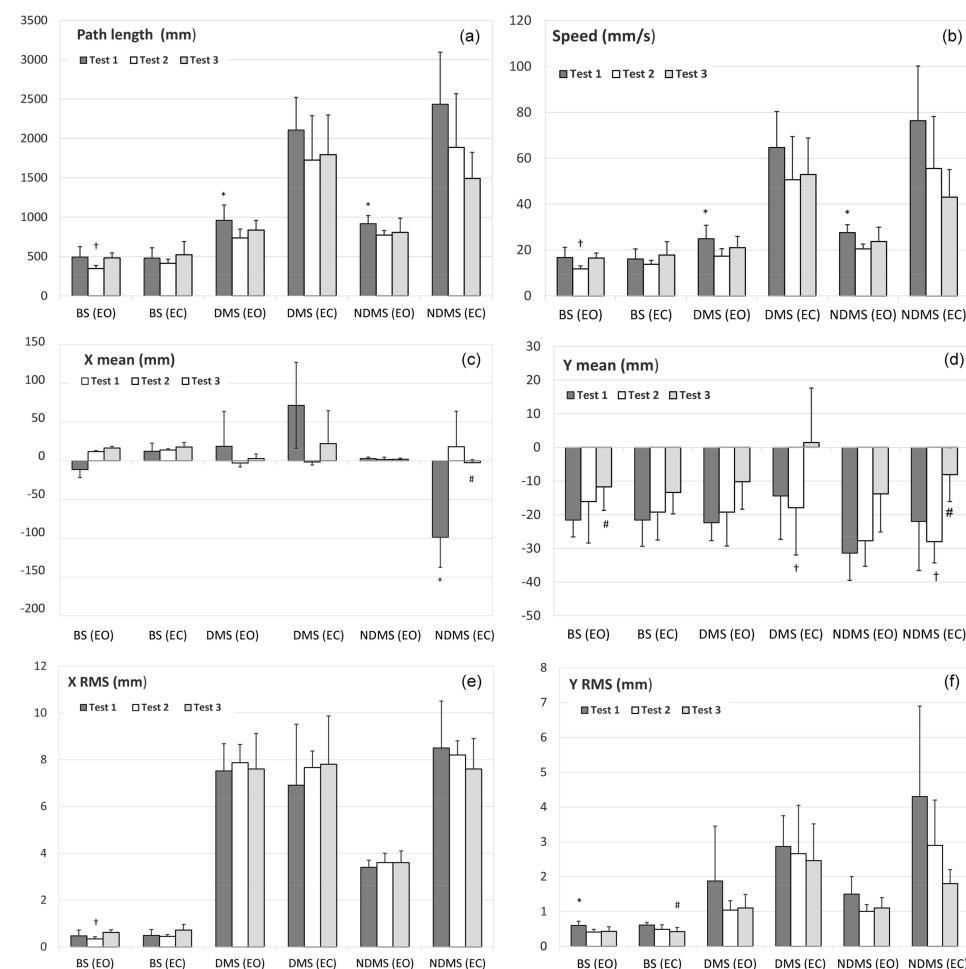 Path length (mm)
(a)
Test 1 Test 2 Test 3
3500
3000
2500
2000
1500
1000
500
0
*
*
†
BS (EO) BS (EC) DMS (EO) DMS (EC) NDMS (EO) NDMS (EC)
Speed (mm/s)
(b)
Test 1 Test 2 Test 3
120
100
80
60
40
20
0
*
*
†
BS (EO) BS (EC) DMS (EO) DMS (EC) NDMS (EO) NDMS (EC)
X mean (mm)
(c)
Test 1 Test 2 Test 3
150
100
50
0
-50
-100
-150
-200
#
*
BS (EO) BS (EC) DMS (EO) DMS (EC) NDMS (EO) NDMS (EC)
Y mean (mm)
(d)
Test 1 Test 2 Test 3
30
20
10
0
-10
-20
-30
-40
-50
#
†
#
†
BS (EO) BS (EC) DMS (EO) DMS (EC) NDMS (EO) NDMS (EC)
X RMS (mm)
(e)
Test 1 Test 2 Test 3
12
10
8
6
4
2
0
†
BS (EO) BS (EC) DMS (EO) DMS (EC) NDMS (EO) NDMS (EC)
Y RMS (mm)
(f)
Test 1 Test 2 Test 3
8
7
6
5
4
3
2
1
0
*
#
BS (EO) BS (EC) DMS (EO) DMS (EC) NDMS (EO) NDMS (EC)